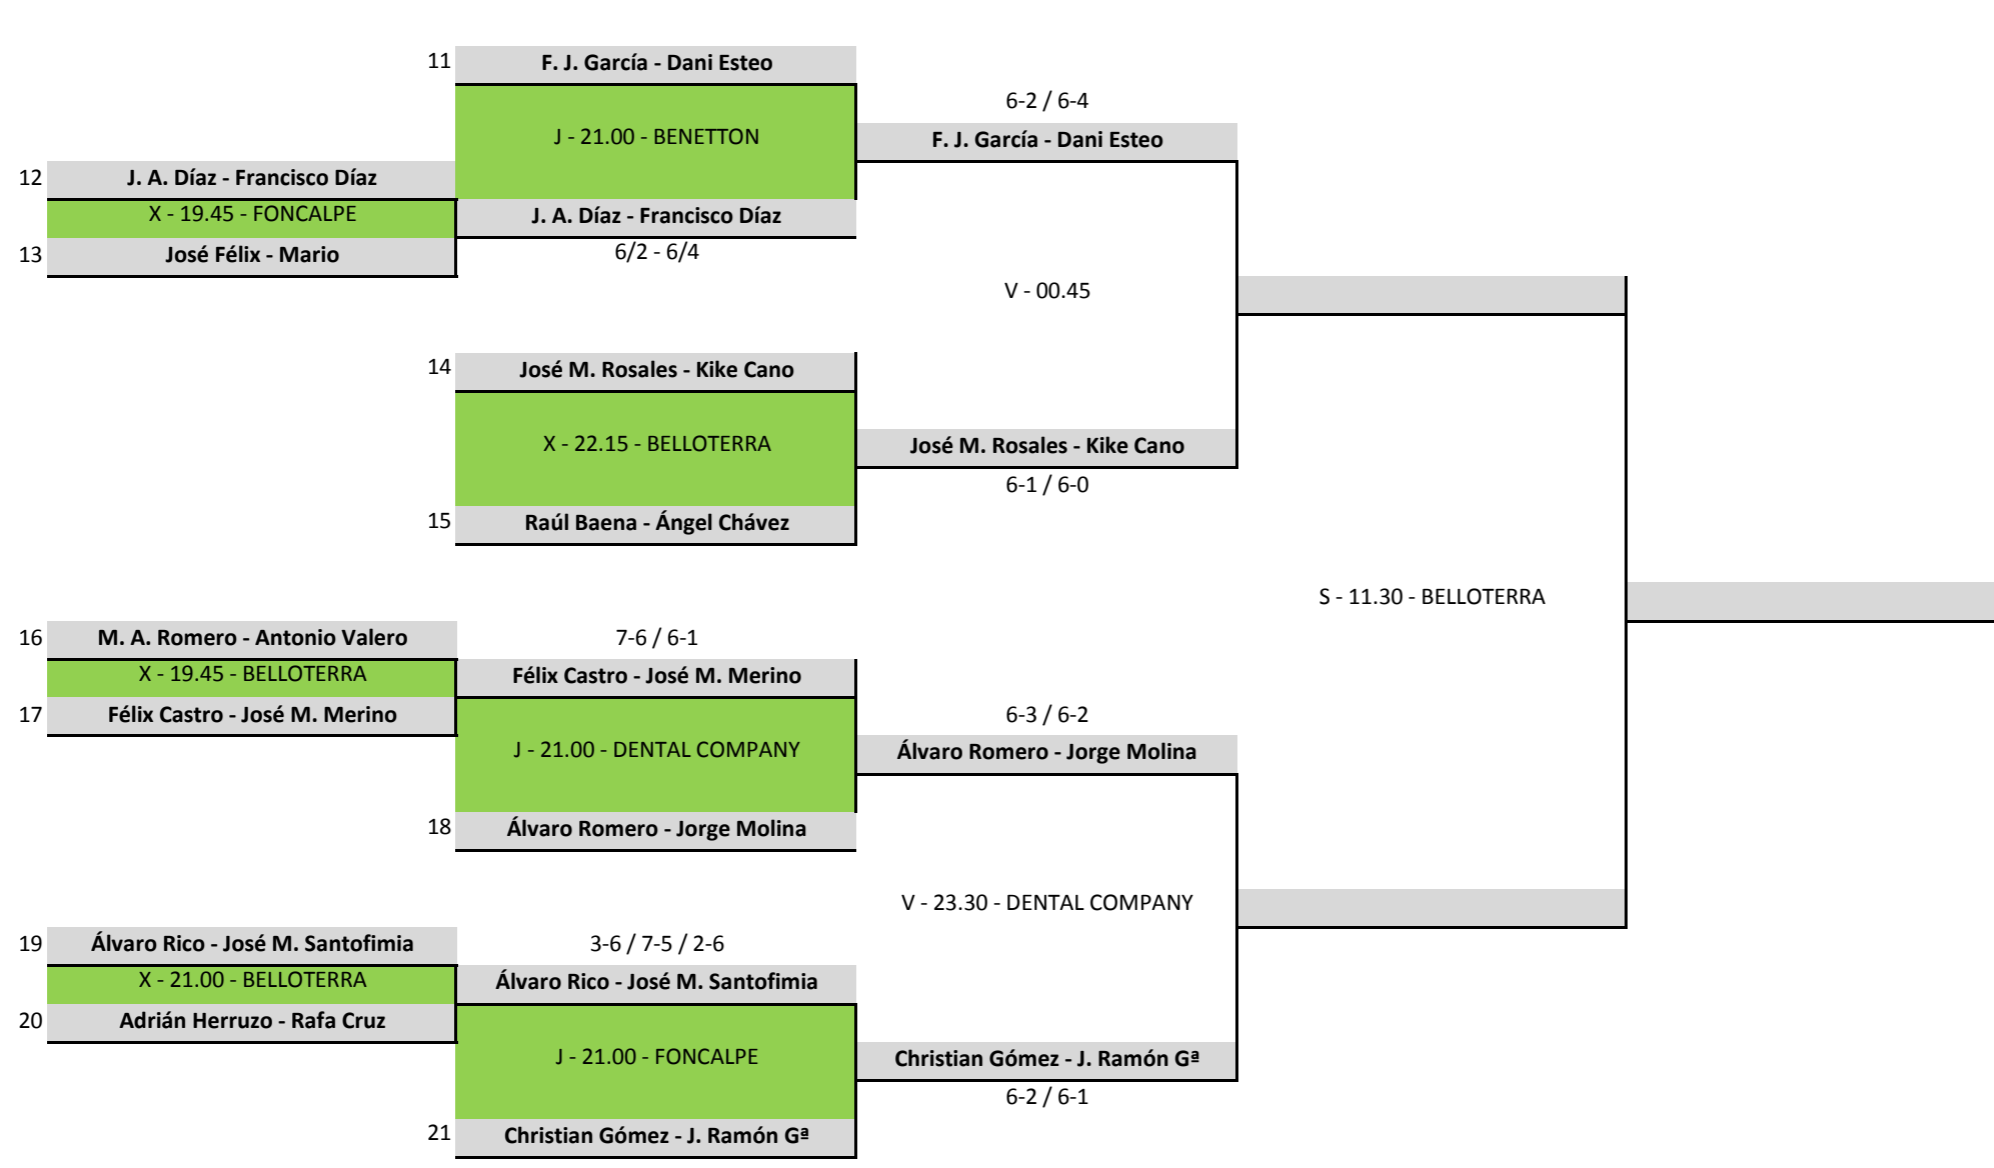 11 F. J. García - Dani Esteo
6-2 / 6-4
J - 21.00 - BENETTON
F. J. García - Dani Esteo
12 J. A. Díaz - Francisco Díaz
X - 19.45 - FONCALPE
J. A. Díaz - Francisco Díaz
13 José Félix - Mario
6/2 - 6/4
V - 00.45
14 José M. Rosales - Kike Cano
X - 22.15 - BELLOTERRA
José M. Rosales - Kike Cano
6-1 / 6-0
15 Raúl Baena - Ángel Chávez
S - 11.30 - BELLOTERRA
16 M. A. Romero - Antonio Valero
7-6 / 6-1
X - 19.45 - BELLOTERRA
Félix Castro - José M. Merino
17 Félix Castro - José M. Merino
6-3 / 6-2
J - 21.00 - DENTAL COMPANY
Álvaro Romero - Jorge Molina
18 Álvaro Romero - Jorge Molina
V - 23.30 - DENTAL COMPANY
19 Álvaro Rico - José M. Santofimia
3-6 / 7-5 / 2-6
X - 21.00 - BELLOTERRA
Álvaro Rico - José M. Santofimia
20 Adrián Herruzo - Rafa Cruz
J - 21.00 - FONCALPE
Christian Gómez - J. Ramón Gª
6-2 / 6-1
21 Christian Gómez - J. Ramón Gª